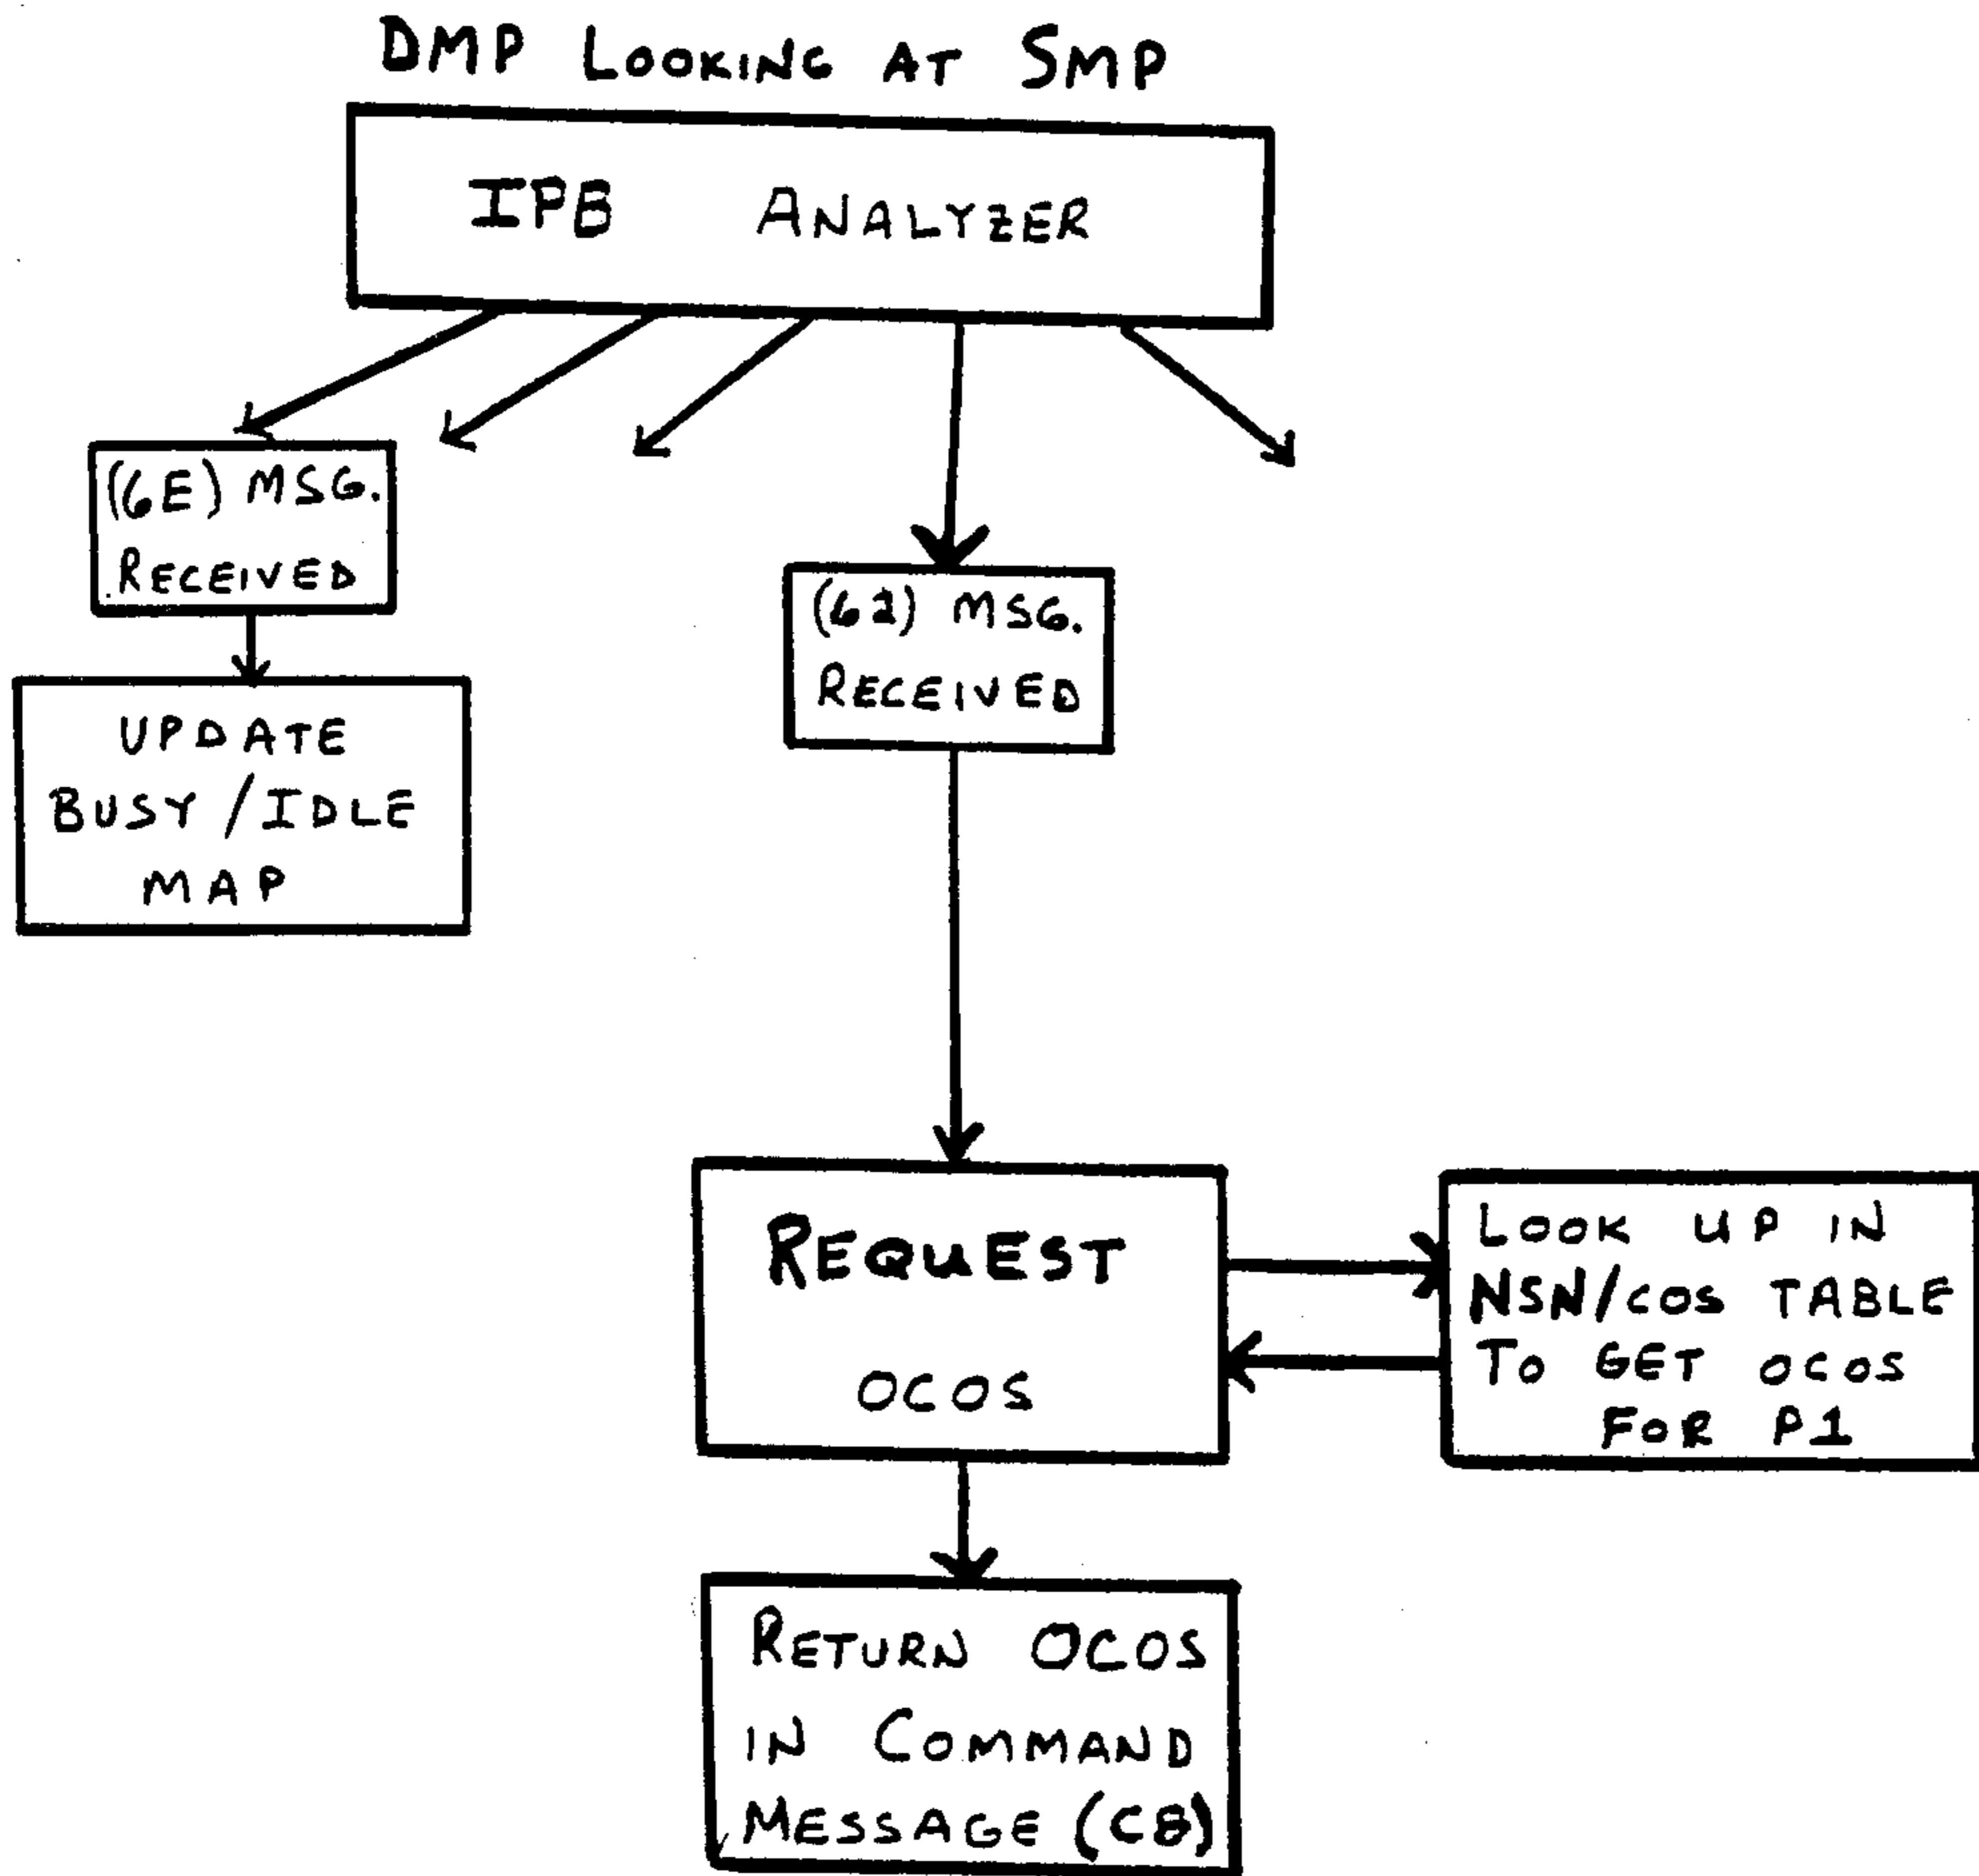 DMP LOOKING AT SMP
IPB ANALYZER
(6E) MSG.
RECEIVED
UPDATE
BUSY/IDLE
MAP
(62) MSG.
RECEIVED
REQUEST
OCOS
LOOK UP IN
NSN/COS TABLE
TO GET OCOS
FOR P1
RETURN OCOS
IN COMMAND
MESSAGE (C8)